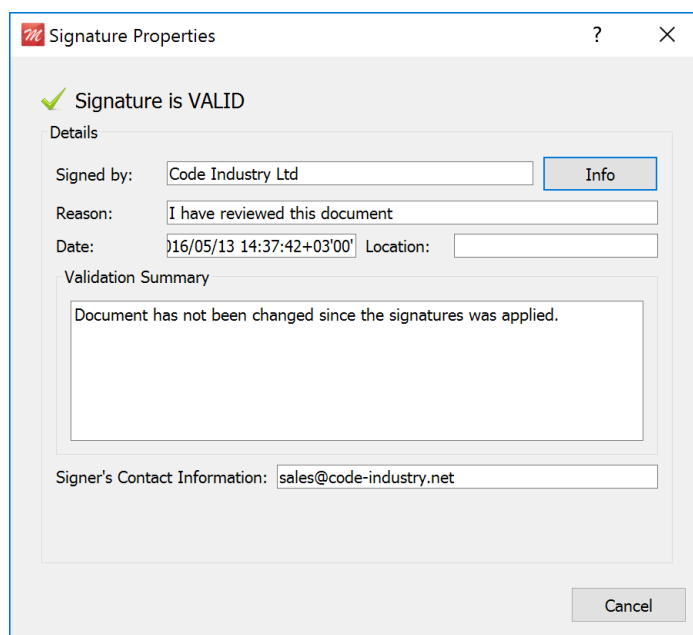 Signature Properties ?
Signature is VALID
Details
Signed by: Code Industry Ltd Info
Reason: I have reviewed this document
Date: 016/05/13 14:37:42+03'00' Location:
Validation Summary
Document has not been changed since the signatures was applied.
Signer's Contact Information: sales@code-industry.net
Cancel